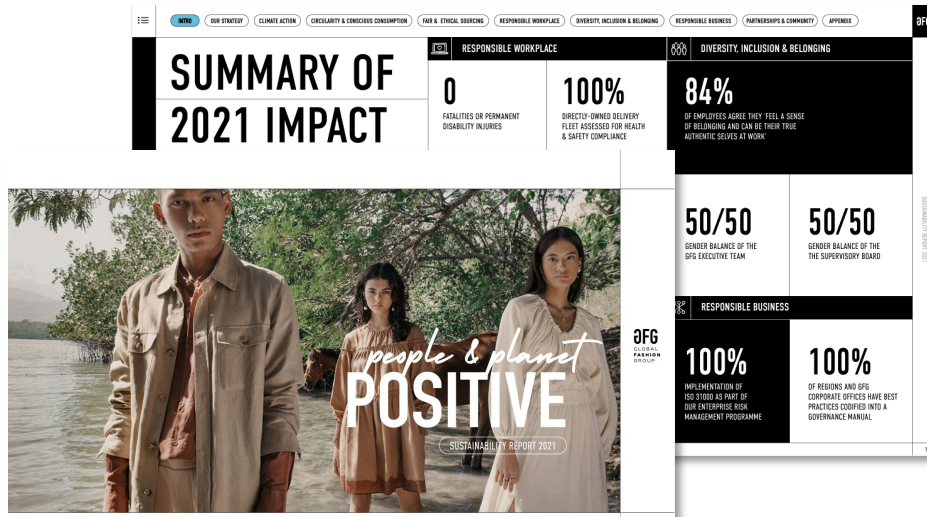 INTRO
OUR STRATEGY
CLIMATE ACTION
CIRCULARITY & CONSCIOUS CONSUMPTION
FAIR & ETHICAL SOURCING
RESPONSIBLE WORKPLACE
DIVERSITY, INCLUSION & BELONGING
RESPONSIBLE BUSINESS
PARTNERSHIPS & COMMUNITY
APPENDIX
SUMMARY OF
2021 IMPACT
RESPONSIBLE WORKPLACE
0
FATALITIES OR PERMANENT
DISABILITY INJURIES
100%
DIRECTLY-OWNED DELIVERY
FLEET ASSESSED FOR HEALTH
& SAFETY COMPLIANCE
DIVERSITY, INCLUSION & BELONGING
84%
OF EMPLOYEES AGREE THEY 'FEEL A SENSE
OF BELONGING AND CAN BE THEIR TRUE
AUTHENTIC SELVES AT WORK'
50/50
GENDER BALANCE OF THE
GFG EXECUTIVE TEAM
50/50
GENDER BALANCE OF THE
THE SUPERVISORY BOARD
RESPONSIBLE BUSINESS
100%
IMPLEMENTATION OF
ISO 31000 AS PART OF
OUR ENTERPRISE RISK
MANAGEMENT PROGRAMME
100%
OF REGIONS AND GFG
CORPORATE OFFICES HAVE BEST
PRACTICES CODIFIED INTO A
GOVERNANCE MANUAL
SUSTAINABILITY REPORT 2021
people & planet
POSITIVE
SUSTAINABILITY REPORT 2021
GFG
GLOBAL
FASHION
GROUP